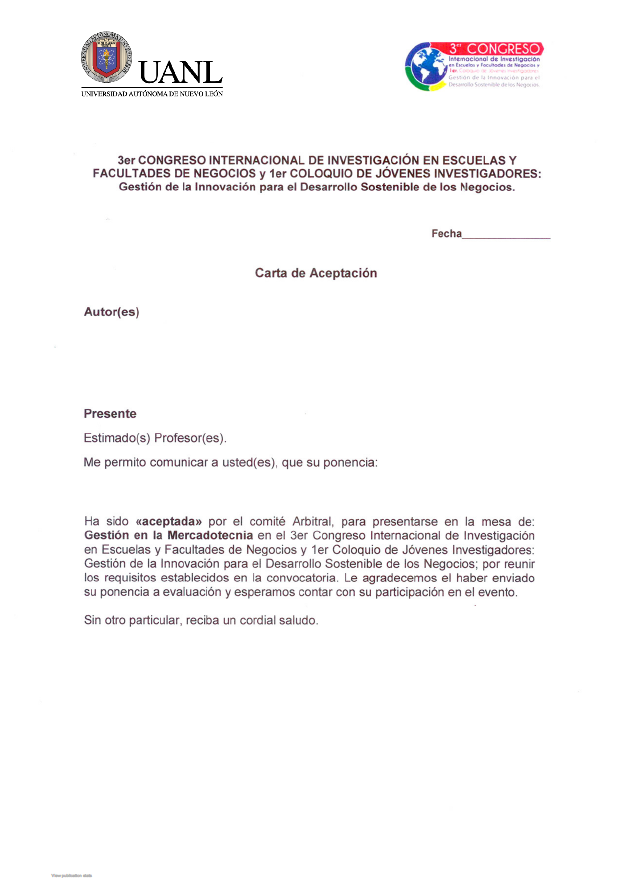 UANL
UNIVERSIDAD AUTÓNOMA DE NUEVO LEÓN
3er CONGRESO
Internacional de Investigación
en Escuelas y Facultades de Negocios y
1er Coloquio de Jóvenes Investigadores:
Gestión de la Innovación para el
Desarrollo Sostenible de los Negocios.
3er CONGRESO INTERNACIONAL DE INVESTIGACIÓN EN ESCUELAS Y
FACULTADES DE NEGOCIOS y 1er COLOQUIO DE JÓVENES INVESTIGADORES:
Gestión de la Innovación para el Desarrollo Sostenible de los Negocios.
Fecha_______________
Carta de Aceptación
Autor(es)
Presente
Estimado(s) Profesor(es).
Me permito comunicar a usted(es), que su ponencia:
Ha sido «aceptada» por el comité Arbitral, para presentarse en la mesa de:
Gestión en la Mercadotecnia en el 3er Congreso Internacional de Investigación
en Escuelas y Facultades de Negocios y 1er Coloquio de Jóvenes Investigadores:
Gestión de la Innovación para el Desarrollo Sostenible de los Negocios; por reunir
los requisitos establecidos en la convocatoria. Le agradecemos el haber enviado
su ponencia a evaluación y esperamos contar con su participación en el evento.
Sin otro particular, reciba un cordial saludo.
View publication stats